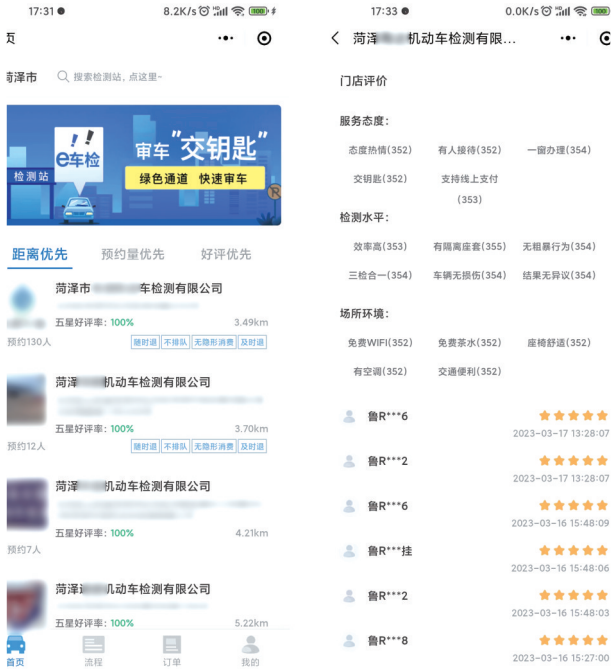 17:31
8.2K/s
100
页
菏泽市
搜索检测站，点这里~
e车检
检测站
审车"交钥匙"
绿色通道 快速审车
距离优先
预约量优先
好评优先
菏泽市
车检测有限公司
五星好评率: 100%
3.49km
预约130人
随时退 不排队 无隐形消费 及时退
菏泽
机动车检测有限公司
五星好评率: 100%
3.70km
预约12人
随时退 不排队 无隐形消费 及时退
菏泽
机动车检测有限公司
五星好评率: 100%
4.21km
预约7人
菏泽
机动车检测有限公司
五星好评率: 100%
5.22km
首页
流程
订单
我的
17:33
0.0K/s
100
菏泽
机动车检测有限...
门店评价
服务态度：
态度热情(352) 有人接待(352) 一窗办理(354)
交钥匙(352) 支持线上支付
(353)
检测水平：
效率高(353) 有隔离座套(355) 无粗暴行为(354)
三检合一(354) 车辆无损伤(354) 结果无异议(354)
场所环境：
免费WIFI(352) 免费茶水(352) 座椅舒适(352)
有空调(352) 交通便利(352)
鲁R***6
2023-03-17 13:28:07
鲁R***2
2023-03-17 13:28:07
鲁R***6
2023-03-16 15:48:09
鲁R***挂
2023-03-16 15:48:06
鲁R***2
2023-03-16 15:48:03
鲁R***8
2023-03-16 15:27:00